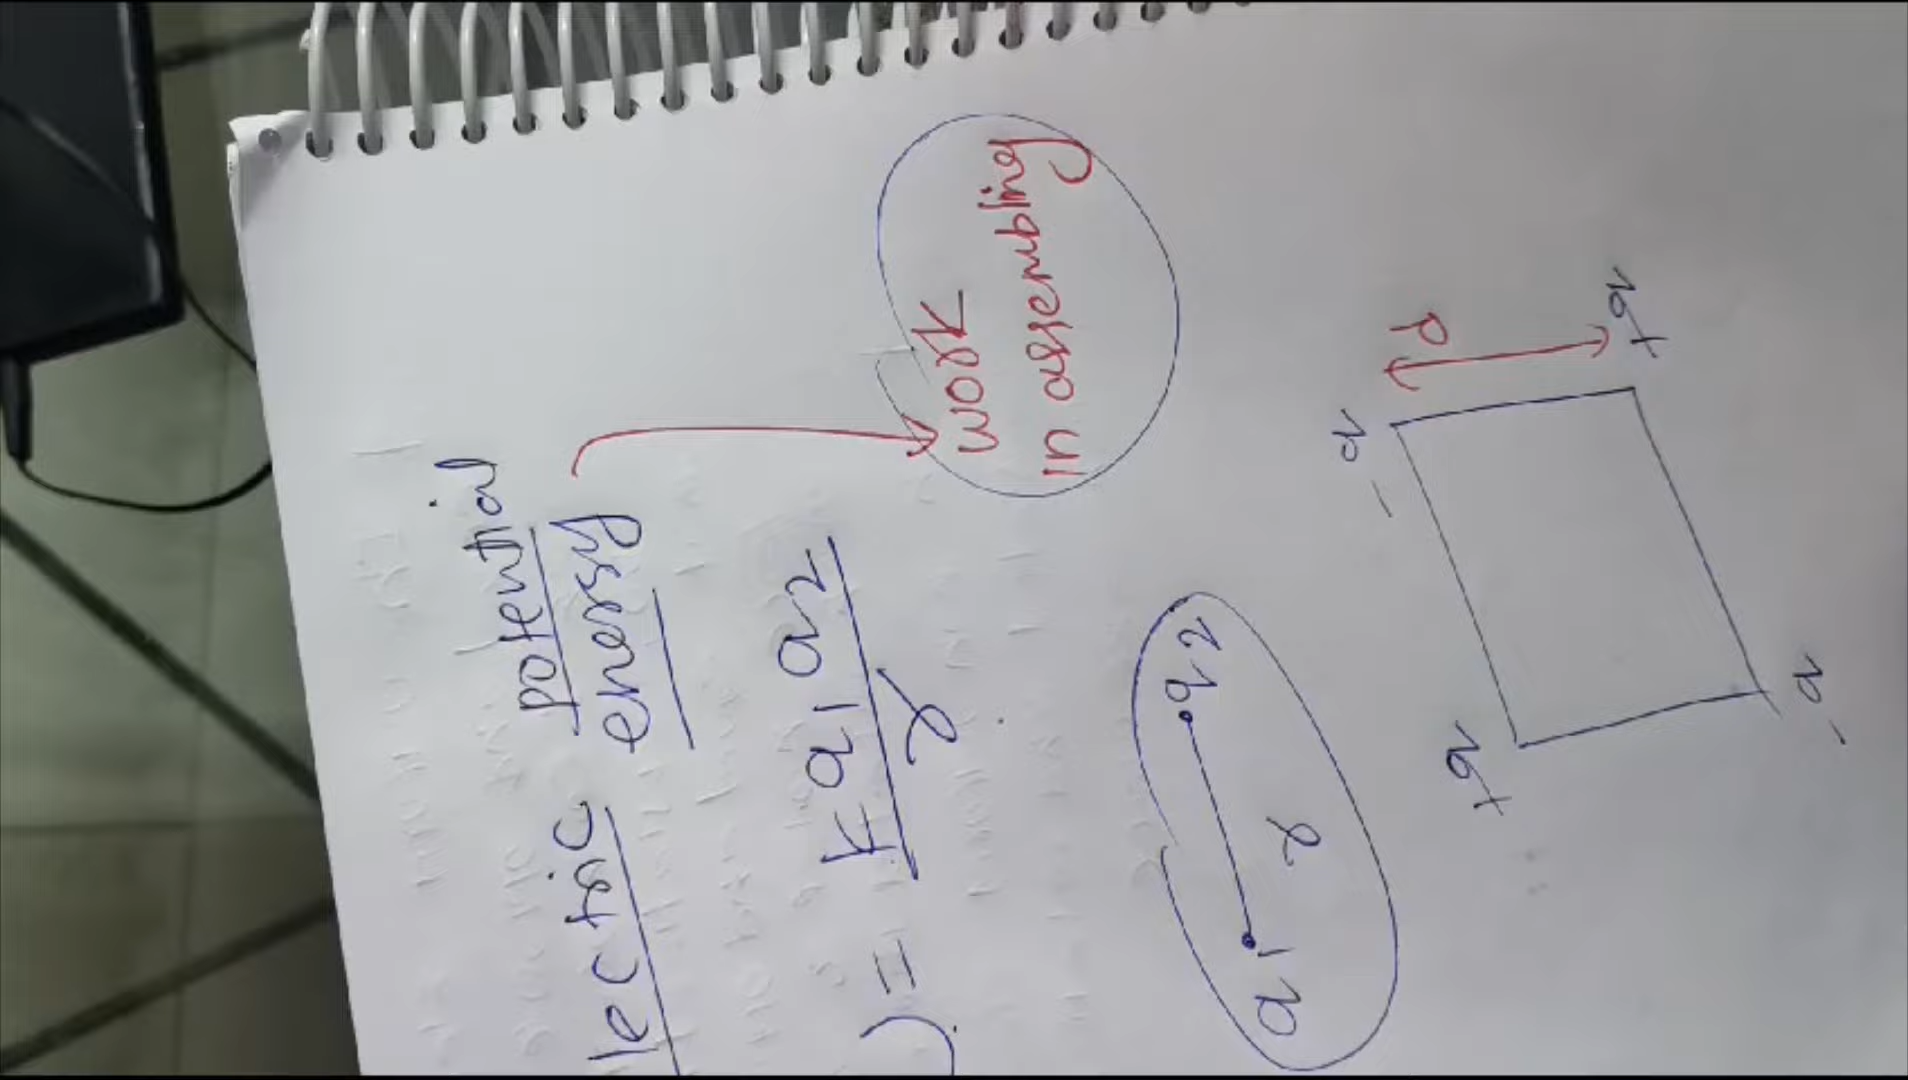 lectric potential
energy
work
in assembling
= kq1q2
r
q1 r q2
+q -q
d
-q +q